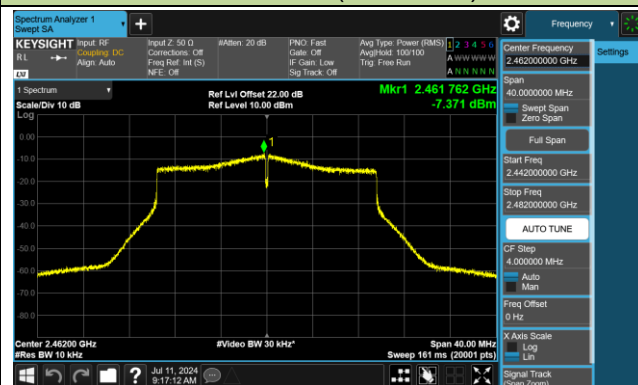 Spectrum Analyzer 1
Swept SA
Frequency
KEYSIGHT
RL
Input: RF
Coupling: DC
Align: Auto
Input Z: 50 Ω
Corrections: Off
Freq Ref: Int (S)
NFE: Off
#Atten: 20 dB
PNO: Fast
Gate: Off
IF Gain: Low
Sig Track: Off
Avg Type: Power (RMS)
Avg|Hold: 100/100
Trig: Free Run
1 2 3 4 5 6
A W W W W W
A N N N N N
Center Frequency
2.462000000 GHz
Settings
Span
40.0000000 MHz
Swept Span
Zero Span
Full Span
Start Freq
2.442000000 GHz
Stop Freq
2.482000000 GHz
AUTO TUNE
CF Step
4.000000 MHz
Auto
Man
Freq Offset
0 Hz
X Axis Scale
Log
Lin
Signal Track
(Span Zoom)
1 Spectrum
Scale/Div 10 dB
Ref Lvl Offset 22.00 dB
Ref Level 10.00 dBm
Mkr1 2.461 762 GHz
-7.371 dBm
Log
1
0.00
-10.0
-20.0
-30.0
-40.0
-50.0
-60.0
-70.0
-80.0
Center 2.46200 GHz
#Res BW 10 kHz
#Video BW 30 kHz*
Span 40.00 MHz
Sweep 161 ms (20001 pts)
Jul 11, 2024
9:17:12 AM